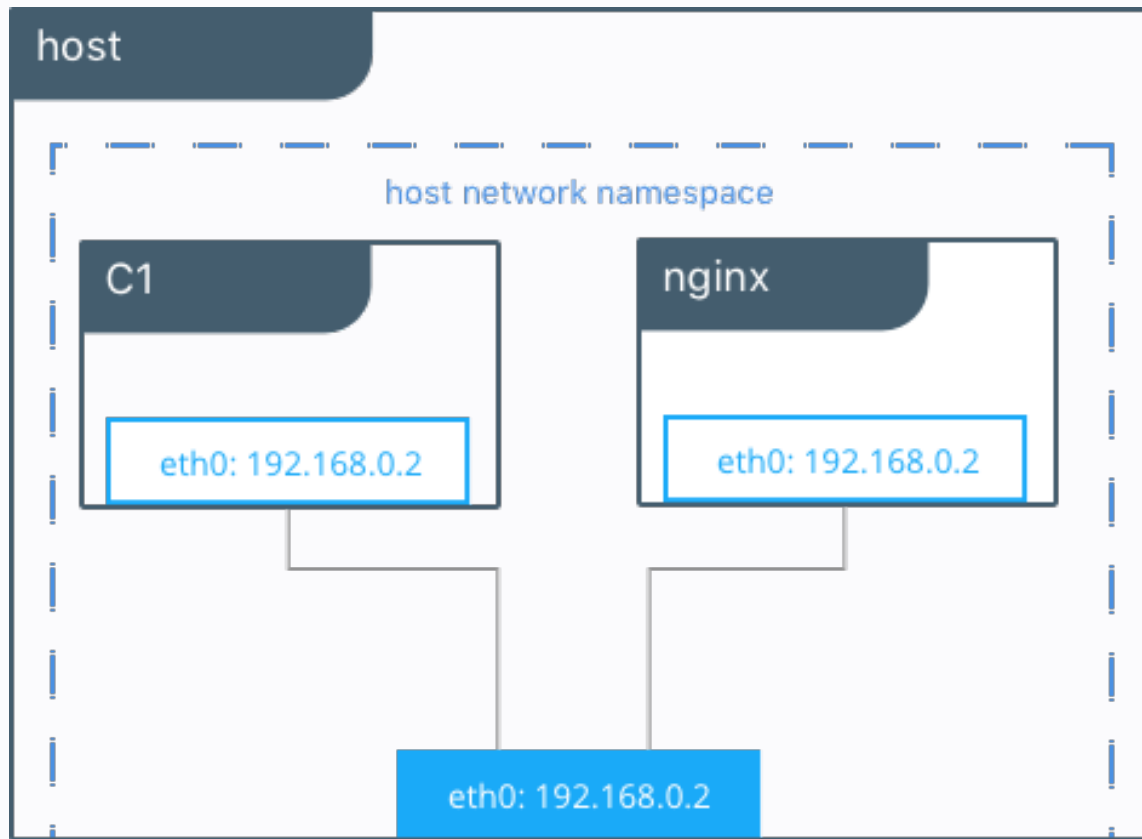 host
host network namespace
C1
nginx
eth0: 192.168.0.2
eth0: 192.168.0.2
eth0: 192.168.0.2